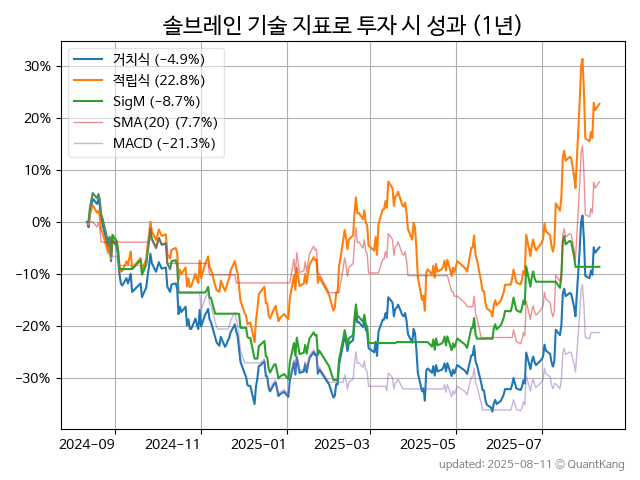 솔브레인 기술 지표로 투자 시 성과 (1년)
거치식 (−4.9%)
적립식 (22.8%)
SigM (−8.7%)
SMA(20) (7.7%)
MACD (−21.3%)
30%
20%
10%
0%
−10%
−20%
−30%
2024-09 2024-11 2025-01 2025-03 2025-05 2025-07
updated: 2025-08-11 © QuantKang